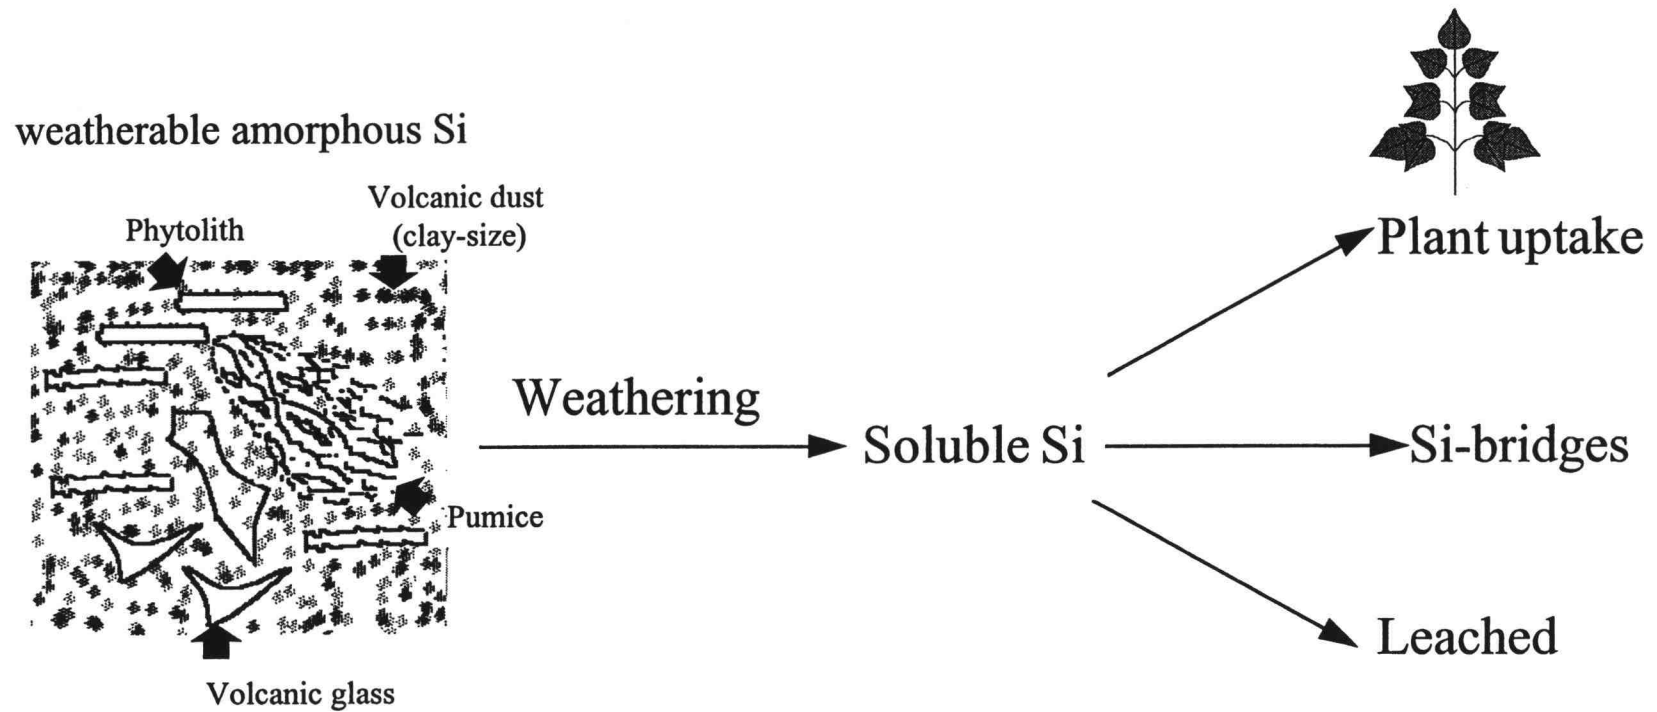 weatherable amorphous Si
Volcanic dust
(clay-size)
Phytolith
Pumice
Volcanic glass
Weathering
Soluble Si
Plant uptake
Si-bridges
Leached